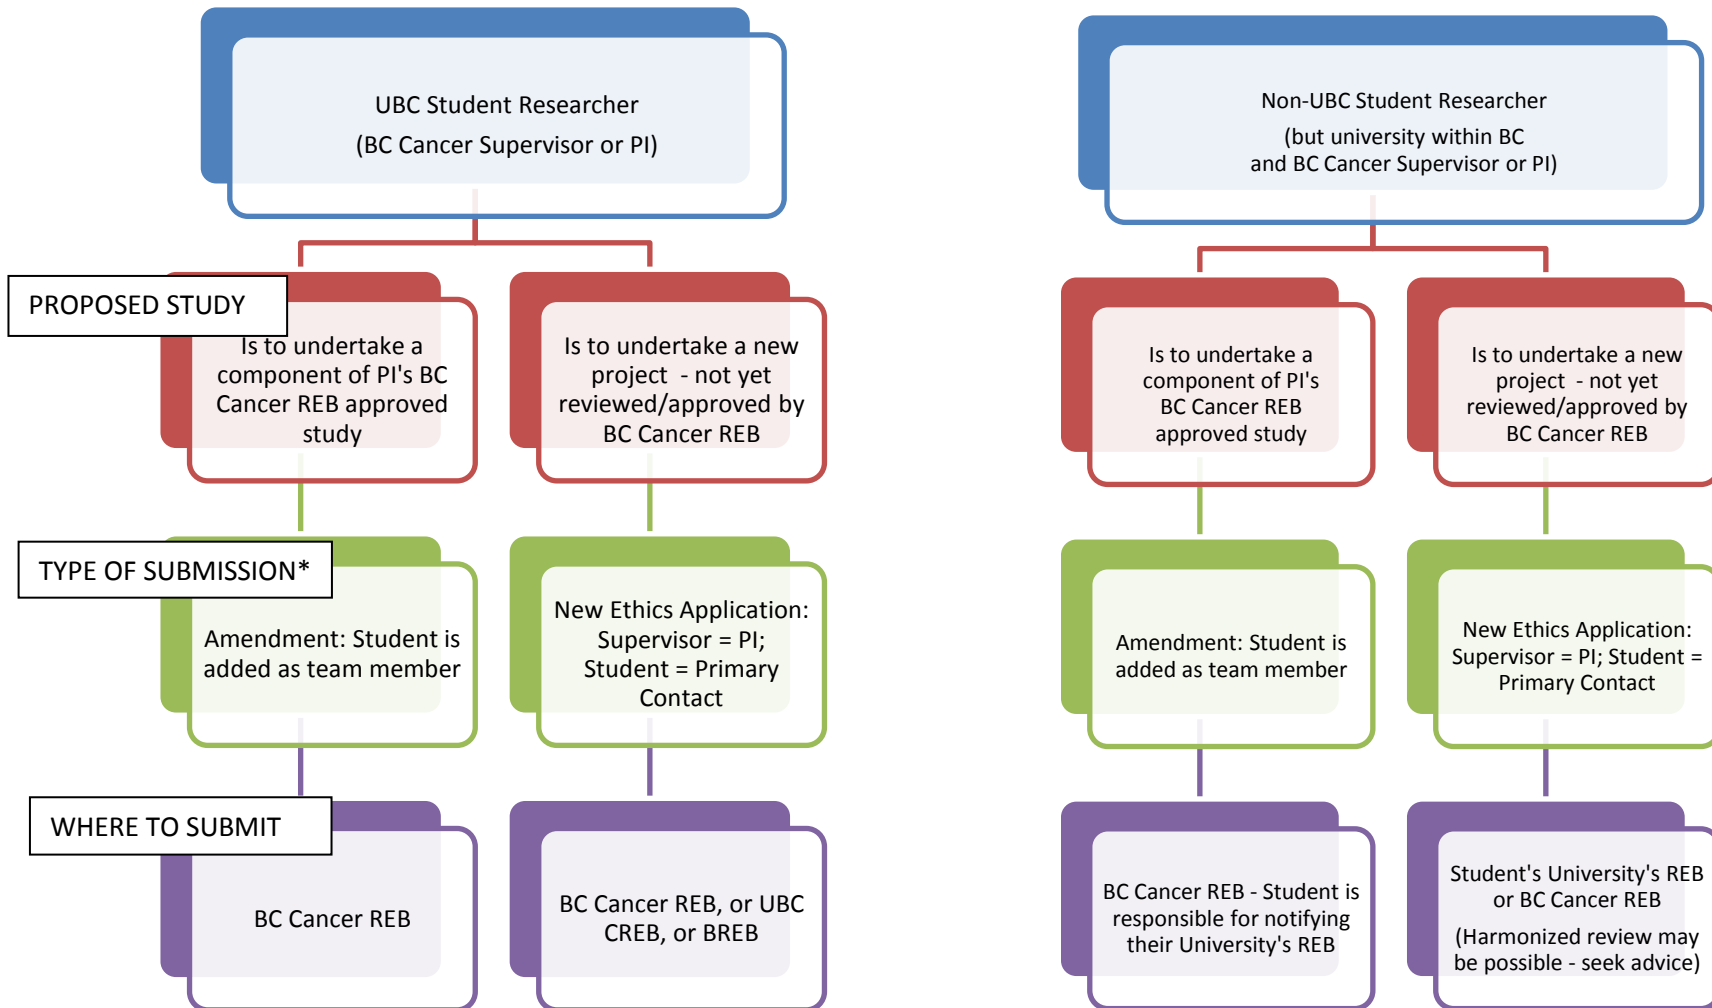 UBC Student Researcher
(BC Cancer Supervisor or PI)
Non-UBC Student Researcher
(but university within BC
and BC Cancer Supervisor or PI)
PROPOSED STUDY
Is to undertake a
component of PI's BC
Cancer REB approved
study
Is to undertake a new
project - not yet
reviewed/approved by
BC Cancer REB
Is to undertake a
component of PI's
BC Cancer REB
approved study
Is to undertake a new
project - not yet
reviewed/approved by
BC Cancer REB
TYPE OF SUBMISSION*
Amendment: Student is
added as team member
New Ethics Application:
Supervisor = PI;
Student = Primary
Contact
Amendment: Student is
added as team member
New Ethics Application:
Supervisor = PI; Student =
Primary Contact
WHERE TO SUBMIT
BC Cancer REB
BC Cancer REB, or UBC
CREB, or BREB
BC Cancer REB - Student is
responsible for notifying
their University's REB
Student's University's REB
or BC Cancer REB
(Harmonized review may
be possible - seek advice)